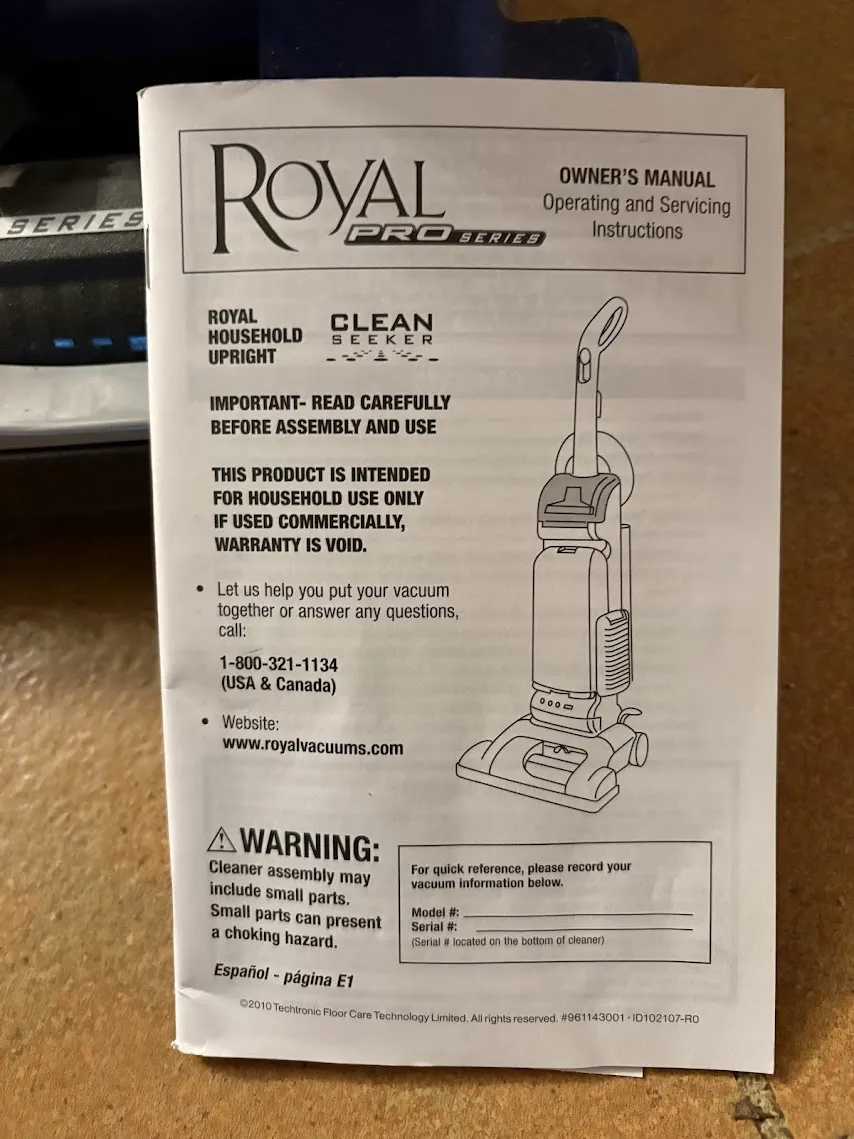 SERIES
ROYAL
PRO SERIES
OWNER'S MANUAL
Operating and Servicing
Instructions
ROYAL
HOUSEHOLD
UPRIGHT
CLEAN
SEEKER
IMPORTANT- READ CAREFULLY
BEFORE ASSEMBLY AND USE
THIS PRODUCT IS INTENDED
FOR HOUSEHOLD USE ONLY
IF USED COMMERCIALLY,
WARRANTY IS VOID.
• Let us help you put your vacuum
together or answer any questions,
call:
1-800-321-1134
(USA & Canada)
• Website:
www.royalvacuums.com
⚠WARNING:
Cleaner assembly may
include small parts.
Small parts can present
a choking hazard.
Español - página E1
For quick reference, please record your
vacuum information below.
Model #:
Serial #:
(Serial # located on the bottom of cleaner)
©2010 Techtronic Floor Care Technology Limited. All rights reserved. #961143001 · ID102107-R0